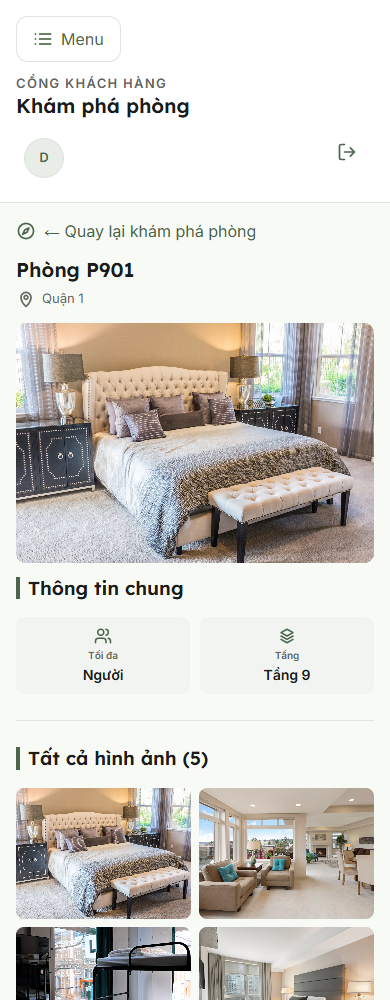 Menu
CỔNG KHÁCH HÀNG
Khám phá phòng
D
← Quay lại khám phá phòng
Phòng P901
Quận 1
Thông tin chung
Tối đa
Người
Tầng
Tầng 9
Tất cả hình ảnh (5)